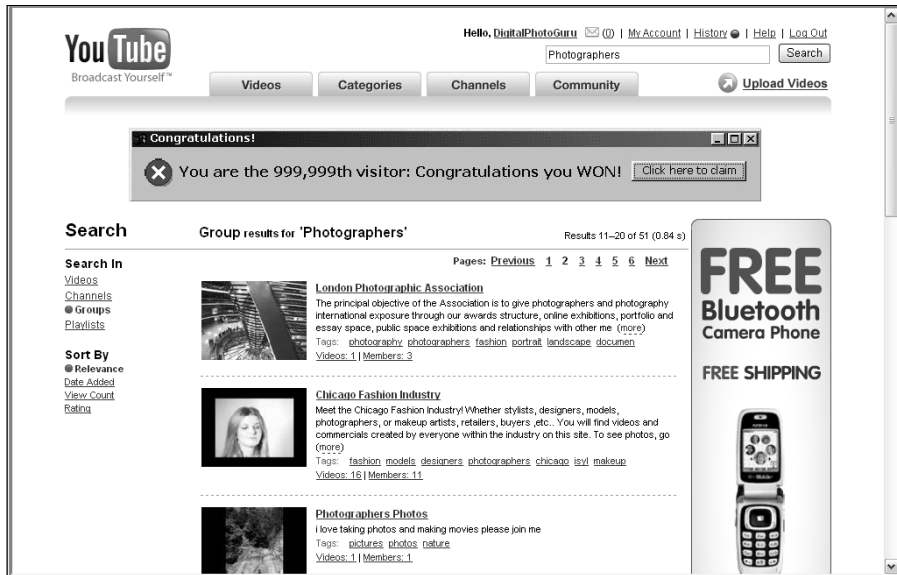 Hello, DigitalPhotoGuru (0) | My Account | History | Help | Log Out
YouTube
Broadcast Yourself™
Photographers Search
Videos Categories Channels Community Upload Videos
Congratulations!
You are the 999,999th visitor: Congratulations you WON! Click here to claim
Search
Group results for 'Photographers' Results 11–20 of 51 (0.84 s)
Pages: Previous 1 2 3 4 5 6 Next
Search In
Videos
Channels
Groups
Playlists
Sort By
Relevance
Date Added
View Count
Rating
London Photographic Association
The principal objective of the Association is to give photographers and photography
international exposure through our awards structure, online exhibitions, portfolio and
essay space, public space exhibitions and relationships with other me (more)
Tags: photography photographers fashion portrait landscape documen
Videos: 1 | Members: 3
Chicago Fashion Industry
Meet the Chicago Fashion Industry! Whether stylists, designers, models,
photographers, or makeup artists, retailers, buyers ,etc.. You will find videos and
commercials created by everyone within the industry on this site. To see photos, go
(more)
Tags: fashion models designers photographers chicago isyl makeup
Videos: 16 | Members: 11
Photographers Photos
i love taking photos and making movies please join me
Tags: pictures photos nature
Videos: 1 | Members: 1
FREE
Bluetooth
Camera Phone
FREE SHIPPING
NOKIA